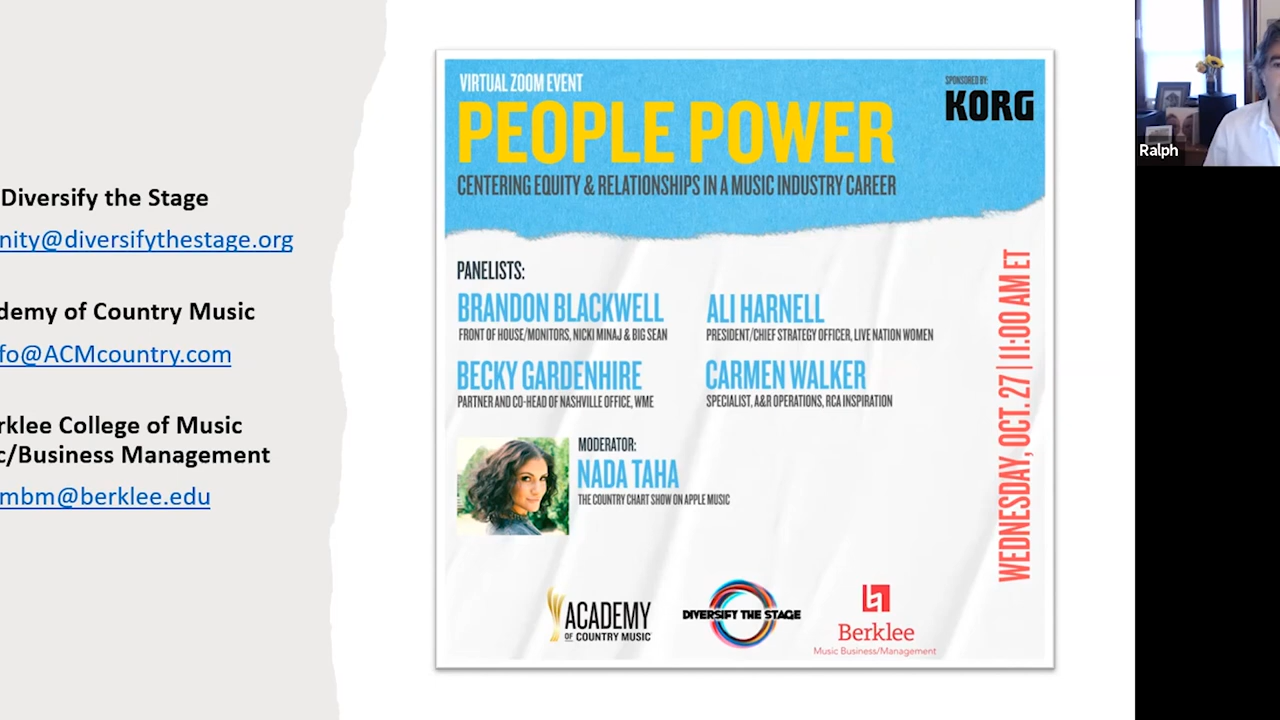 Diversify the Stage
nity@diversifythestage.org
demy of Country Music
fo@ACMcountry.com
rklee College of Music
c/Business Management
mbm@berklee.edu
VIRTUAL ZOOM EVENT
PEOPLE POWER
CENTERING EQUITY & RELATIONSHIPS IN A MUSIC INDUSTRY CAREER
SPONSORED BY:
KORG
PANELISTS:
BRANDON BLACKWELL
FRONT OF HOUSE/MONITORS, NICKI MINAJ & BIG SEAN
ALI HARNELL
PRESIDENT/CHIEF STRATEGY OFFICER, LIVE NATION WOMEN
BECKY GARDENHIRE
PARTNER AND CO-HEAD OF NASHVILLE OFFICE, WME
CARMEN WALKER
SPECIALIST, A&R OPERATIONS, RCA INSPIRATION
MODERATOR:
NADA TAHA
THE COUNTRY CHART SHOW ON APPLE MUSIC
WEDNESDAY, OCT. 27 | 11:00 AM ET
ACADEMY
OF COUNTRY MUSIC
DIVERSIFY THE STAGE
Berklee
Music Business/Management
Ralph